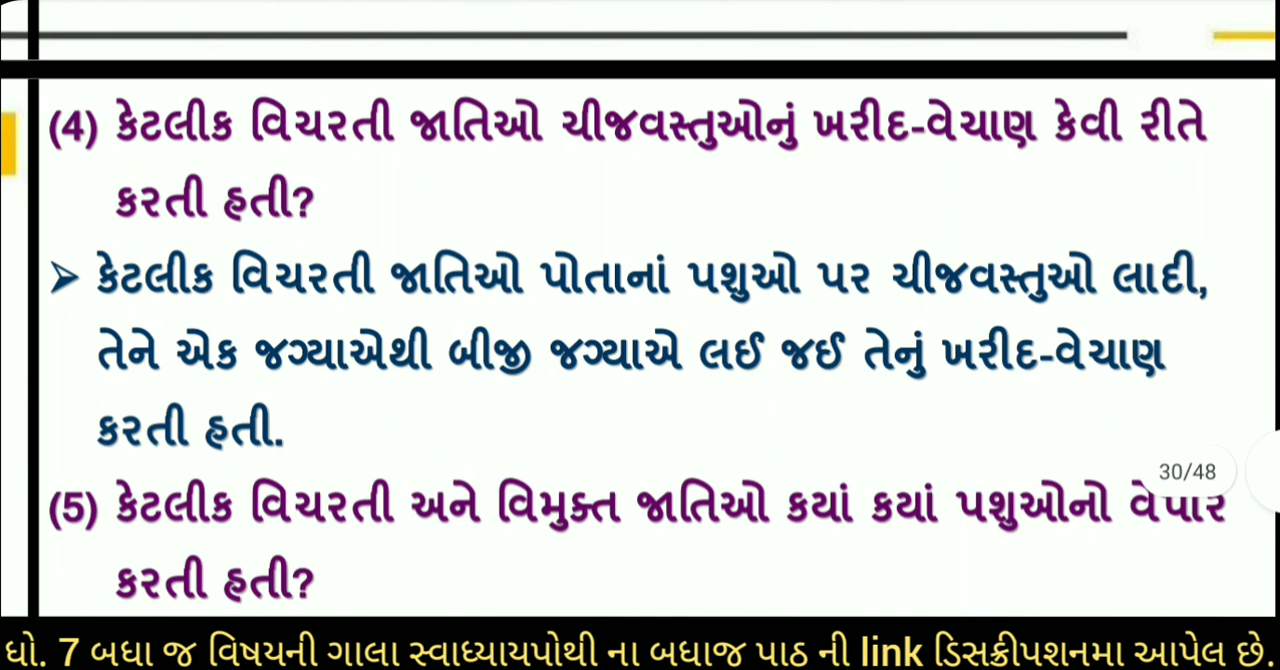 (4) કેટલીક વિચરતી જાતિઓ ચીજવસ્તુઓનું ખરીદ-વેચાણ કેવી રીતે
કરતી હતી?
➢ કેટલીક વિચરતી જાતિઓ પોતાનાં પશુઓ પર ચીજવસ્તુઓ લાદી,
તેને એક જગ્યાએથી બીજી જગ્યાએ લઈ જઈ તેનું ખરીદ-વેચાણ
કરતી હતી.
30/48
(5) કેટલીક વિચરતી અને વિમુક્ત જાતિઓ કયાં કયાં પશુઓનો વેપાર
કરતી હતી?
ધો. 7 બધા જ વિષયની ગાલા સ્વાધ્યાયપોથી ના બધાજ પાઠ ની link ડિસક્રીપશનમા આપેલ છે.